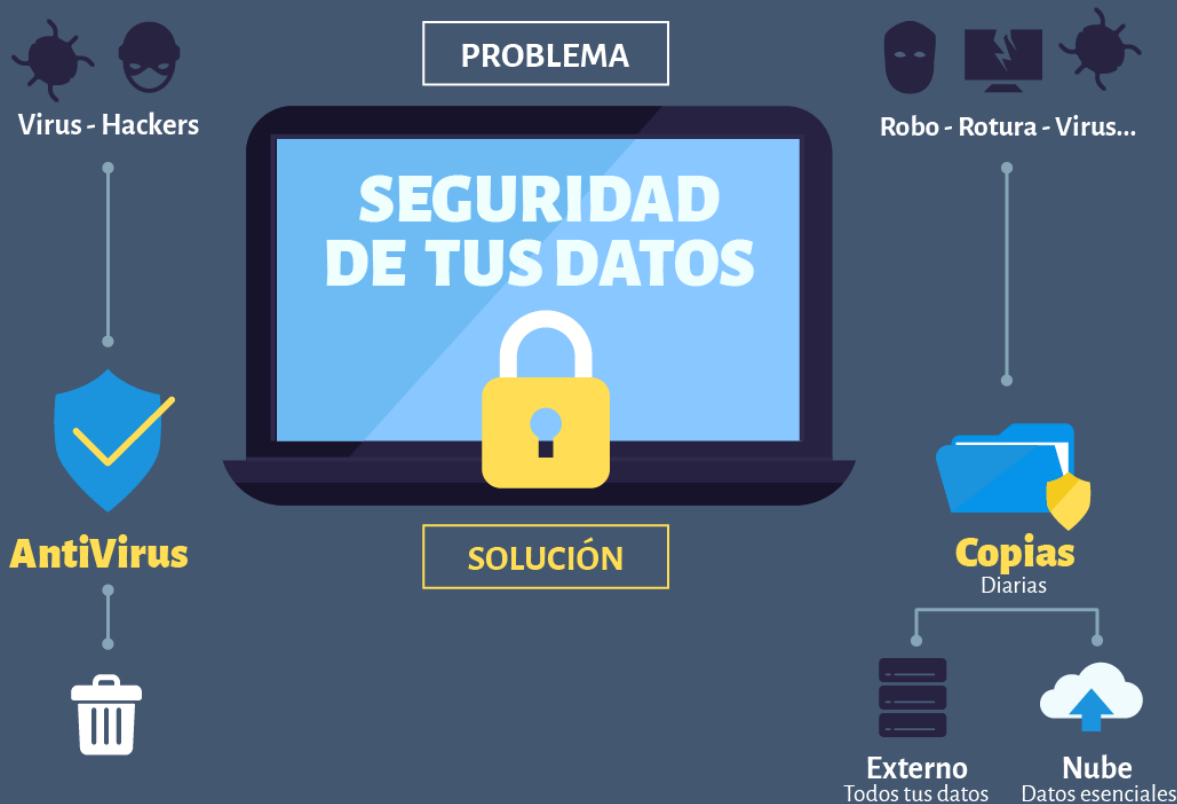 PROBLEMA
Virus - Hackers
Robo - Rotura - Virus...
SEGURIDAD
DE TUS DATOS
AntiVirus
SOLUCIÓN
Copias
Diarias
Externo
Todos tus datos
Nube
Datos esenciales